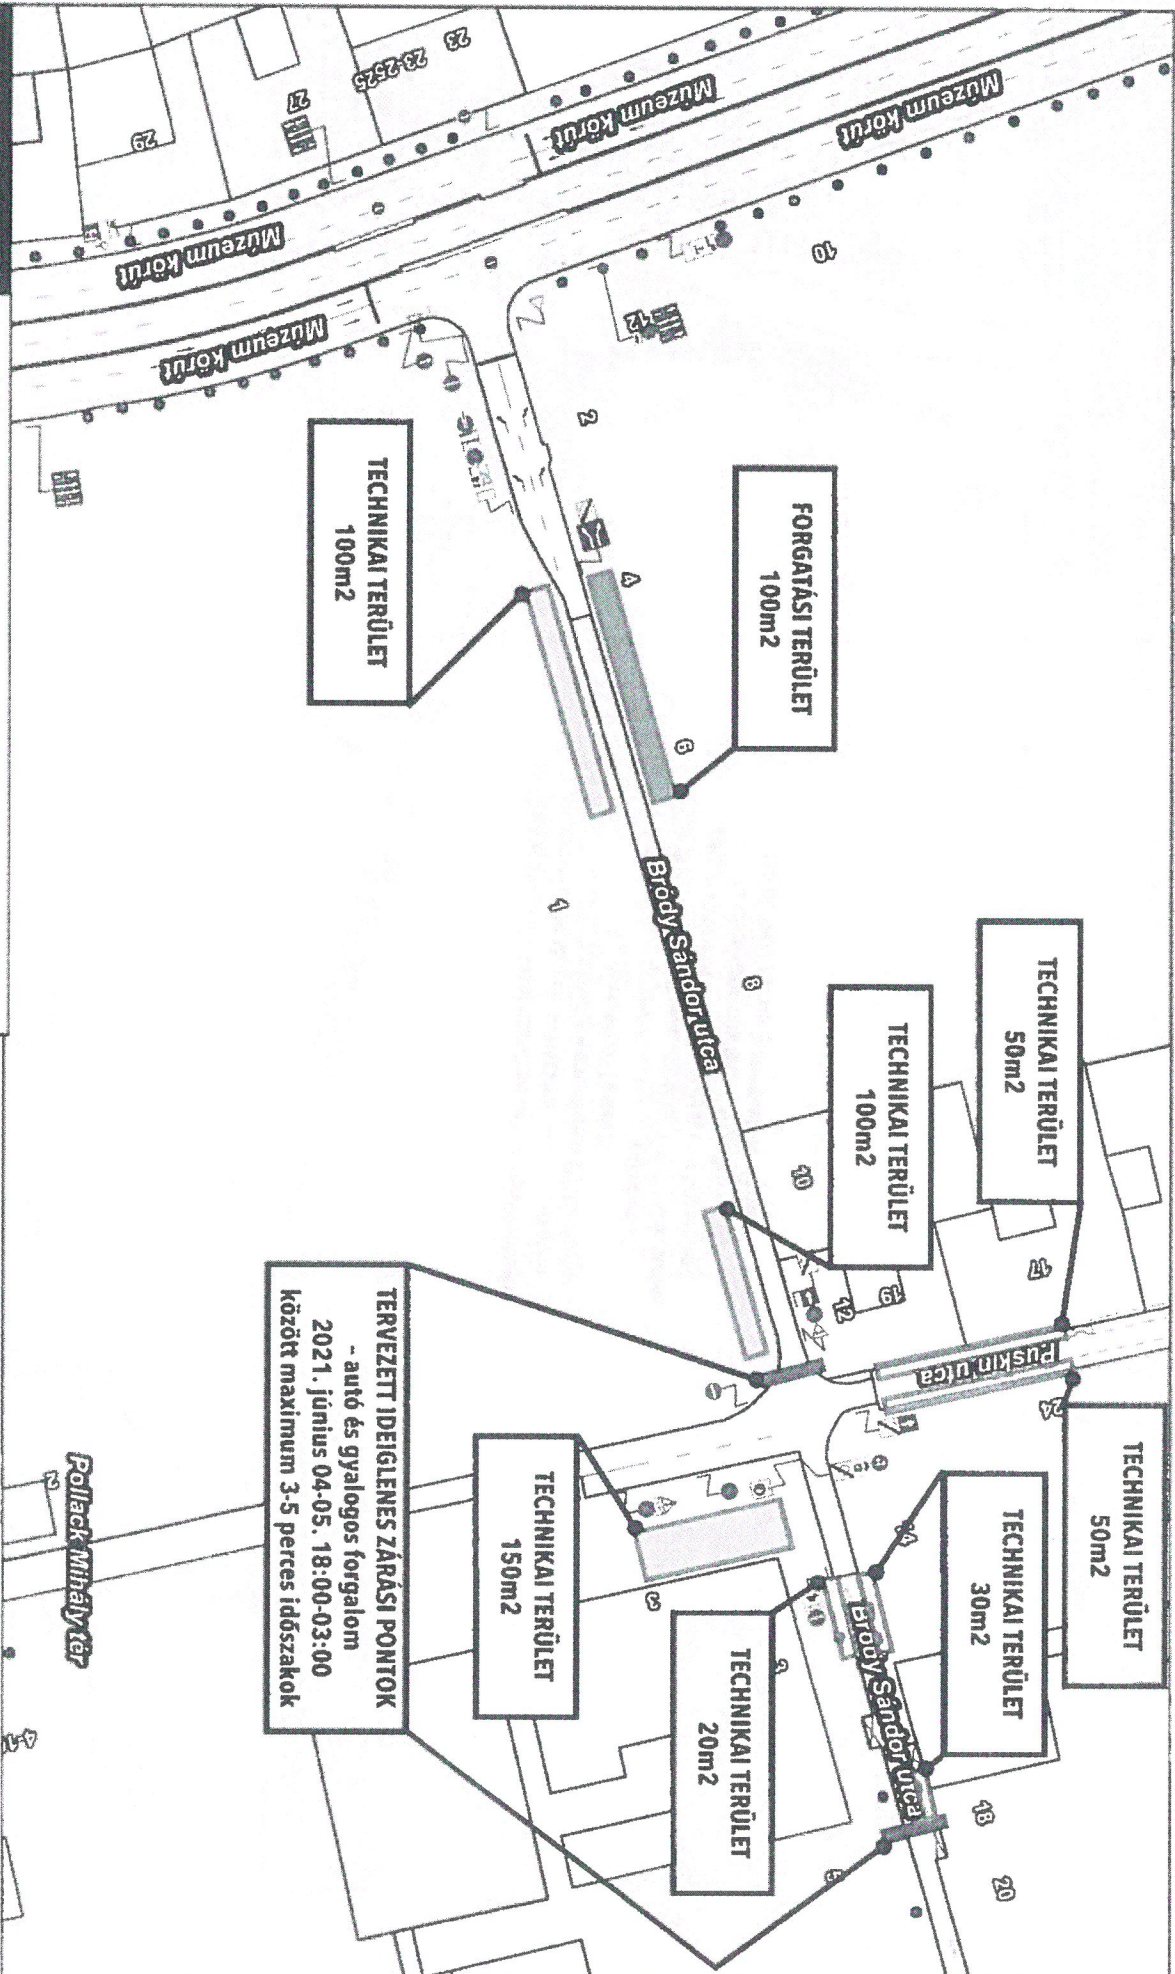 Múzeum körút
Múzeum körút
Múzeum körút
Múzeum körút
23
23-2525
27
29
10
12
2
4
6
8
1
10
12
19
17
24
3
5
18
20
2
FORGATÁSI TERÜLET
100m2
TECHNIKAI TERÜLET
100m2
Bródy Sándor utca
TECHNIKAI TERÜLET
50m2
TECHNIKAI TERÜLET
100m2
Puskin utca
TECHNIKAI TERÜLET
50m2
TECHNIKAI TERÜLET
30m2
Bródy Sándor utca
TECHNIKAI TERÜLET
20m2
TECHNIKAI TERÜLET
150m2
TERVEZETT IDEIGLENES ZÁRÁSI PONTOK
- autó és gyalogos forgalom
2021. június 04-05. 18:00-03:00
között maximum 3-5 perces időszakok
Pollack Mihály tér